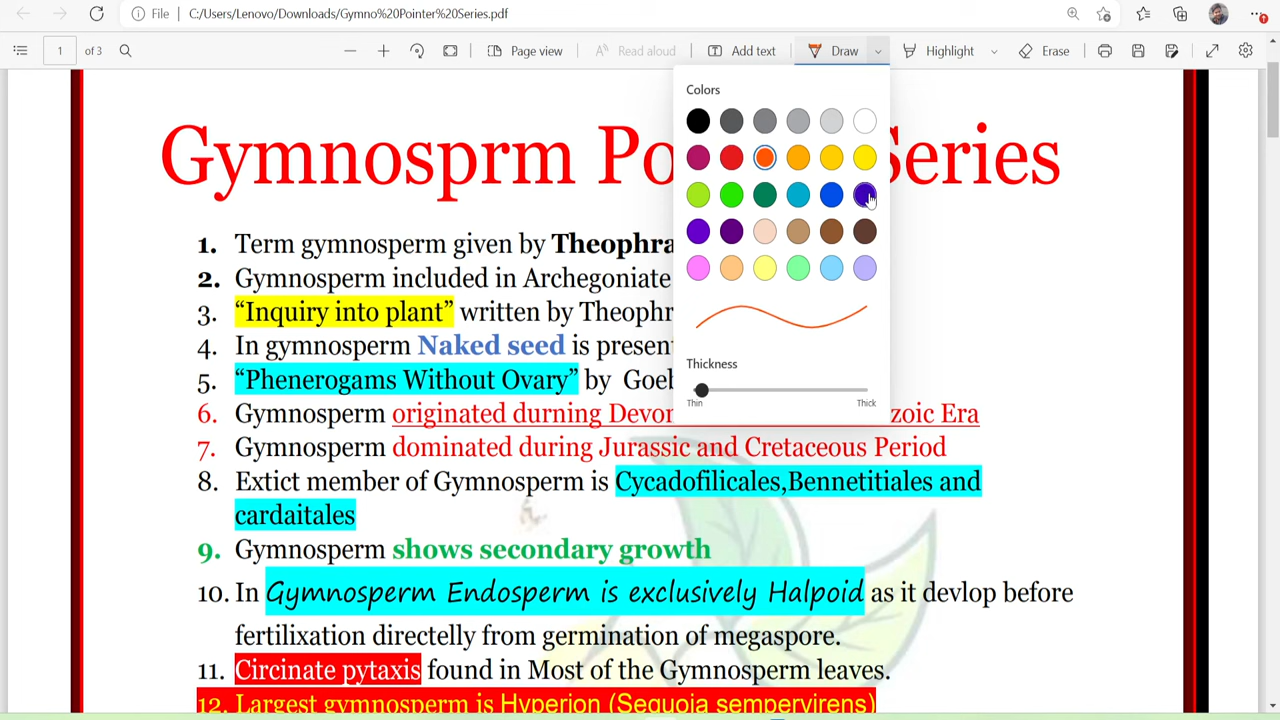 File C:/Users/Lenovo/Downloads/Gymno%20Pointer%20Series.pdf
1 of 3 Page view Read aloud Add text Draw Highlight Erase
Colors
Thickness
Thin Thick
Gymnosprm Po Series
1. Term gymnosperm given by Theophra
2. Gymnosperm included in Archegoniate
3. “Inquiry into plant” written by Theophr
4. In gymnosperm Naked seed is present
5. “Phenerogams Without Ovary” by Goeb
6. Gymnosperm originated durning Devon zoic Era
7. Gymnosperm dominated during Jurassic and Cretaceous Period
8. Extict member of Gymnosperm is Cycadofilicales,Bennetitiales and
cardaitales
9. Gymnosperm shows secondary growth
10. In Gymnosperm Endosperm is exclusively Halpoid as it devlop before
fertilixation directelly from germination of megaspore.
11. Circinate pytaxis found in Most of the Gymnosperm leaves.
12. Largest gymnosperm is Hyperion (Sequoia sempervirens)